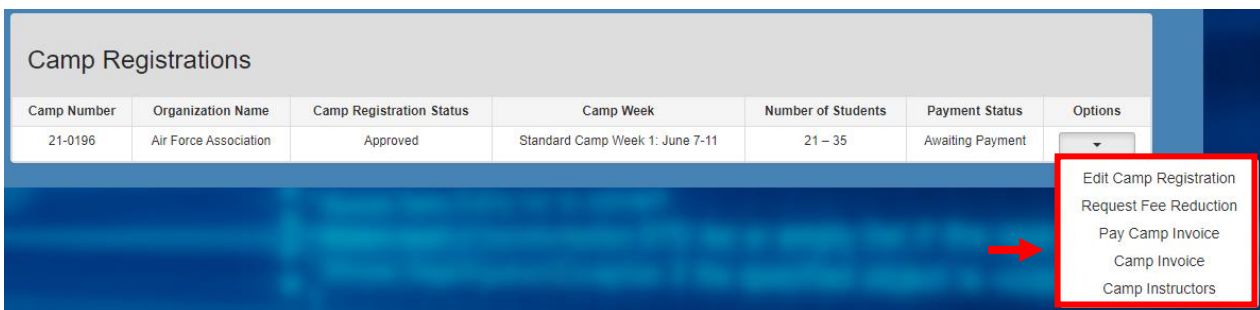 Camp Registrations
Camp Number Organization Name Camp Registration Status Camp Week Number of Students Payment Status Options
21-0196 Air Force Association Approved Standard Camp Week 1: June 7-11 21 – 35 Awaiting Payment
Edit Camp Registration
Request Fee Reduction
Pay Camp Invoice
Camp Invoice
Camp Instructors